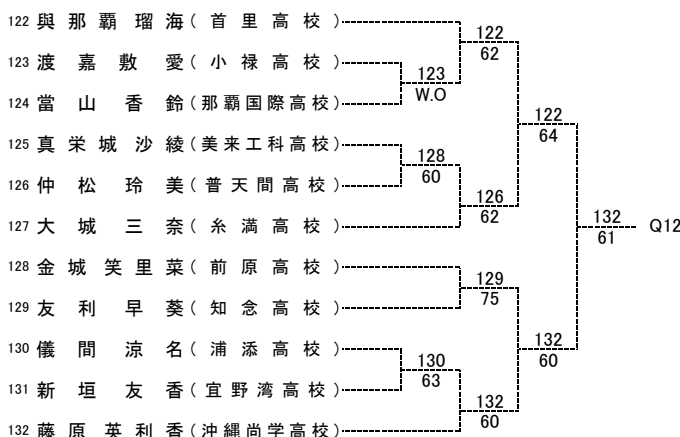 122 與那覇瑠海(首里高校)
122
62
123 渡嘉敷愛(小禄高校)
123
W.O
124 當山香鈴(那覇国際高校)
122
64
125 真栄城沙綾(美来工科高校)
128
60
126 仲松玲美(普天間高校)
126
62
127 大城三奈(糸満高校)
132
61
Q12
128 金城笑里菜(前原高校)
129
75
129 友利早葵(知念高校)
132
60
130 儀間涼名(浦添高校)
130
63
131 新垣友香(宜野湾高校)
132
60
132 藤原英利香(沖縄尚学高校)